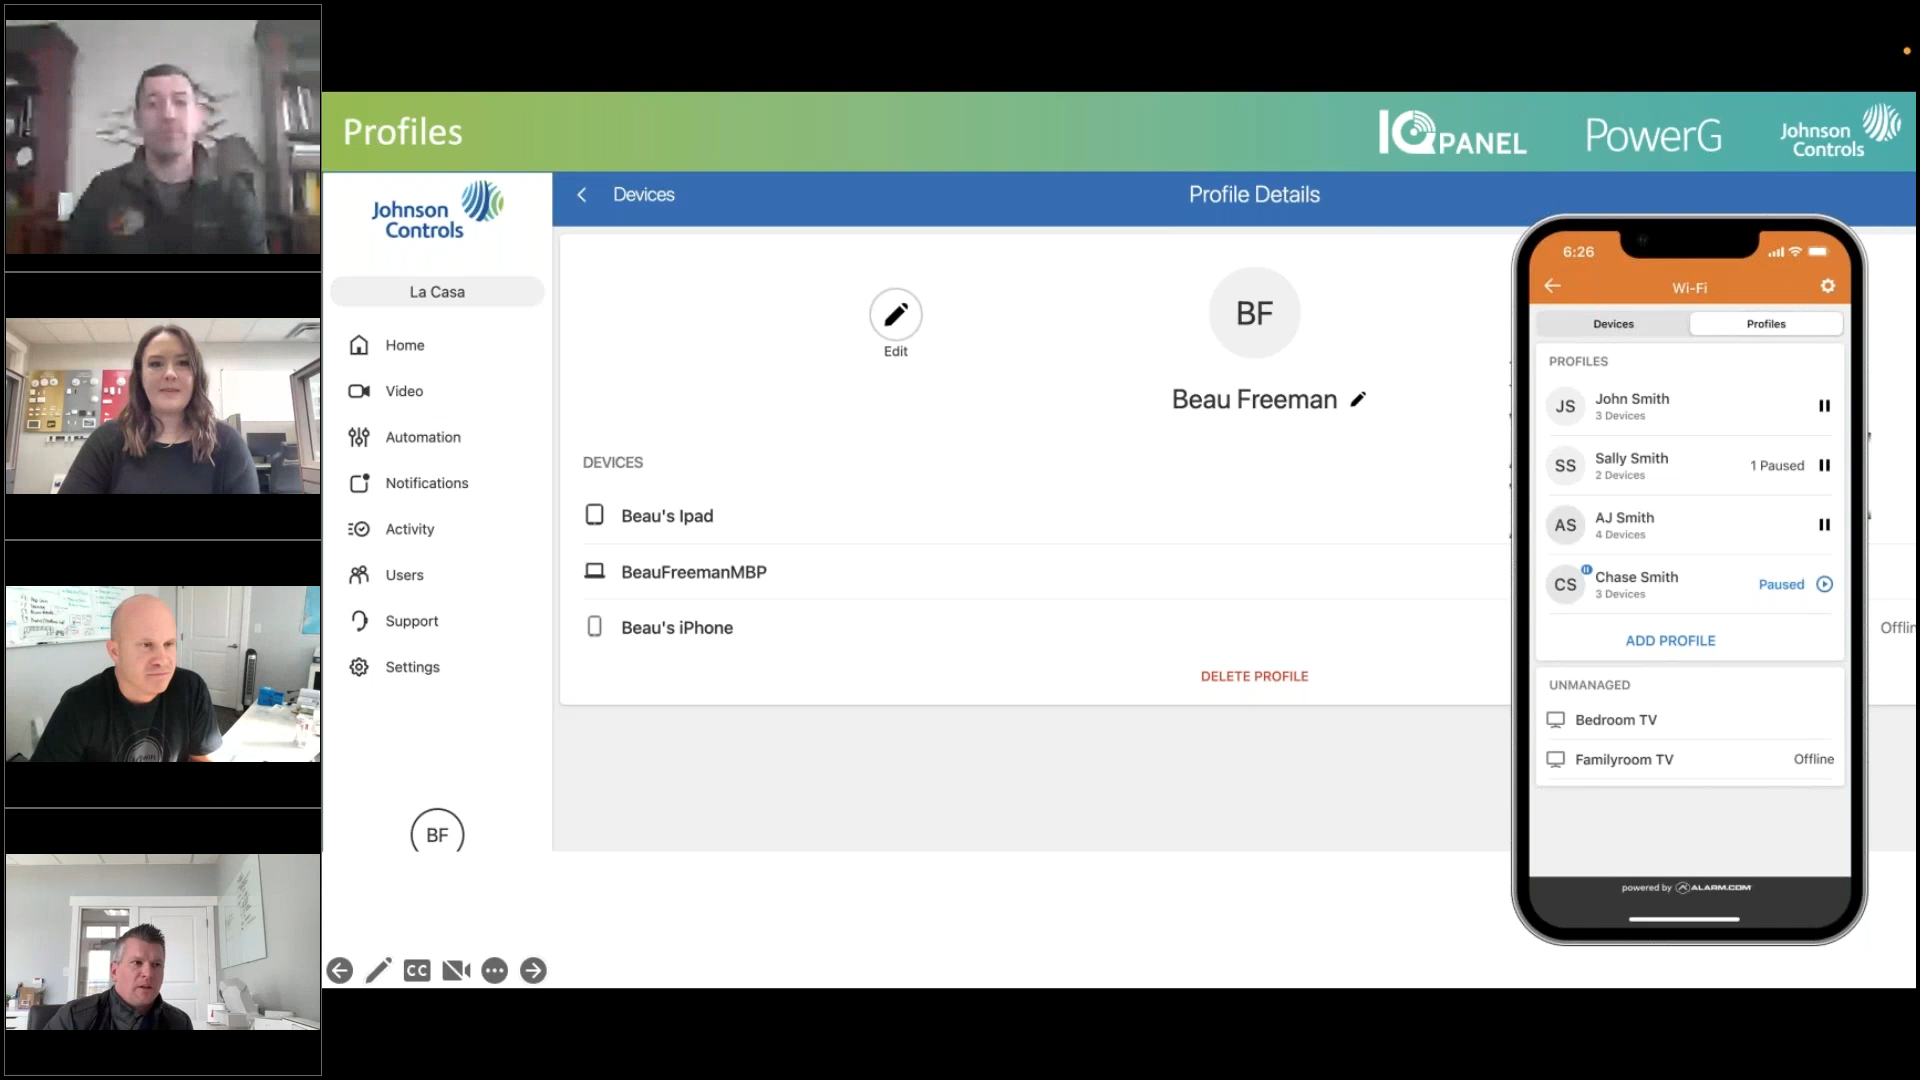 Profiles
IQ PANEL
PowerG
Johnson
Controls
Johnson
Controls
La Casa
Home
Video
Automation
Notifications
Activity
Users
Support
Settings
BF
Devices
Profile Details
Edit
BF
Beau Freeman
DEVICES
Beau's Ipad
BeauFreemanMBP
Beau's iPhone
Offlin
DELETE PROFILE
6:26
Wi-Fi
Devices
Profiles
PROFILES
JS
John Smith
3 Devices
SS
Sally Smith
2 Devices
1 Paused
AS
AJ Smith
4 Devices
CS
Chase Smith
3 Devices
Paused
ADD PROFILE
UNMANAGED
Bedroom TV
Familyroom TV
Offline
powered by ALARM.COM
CC